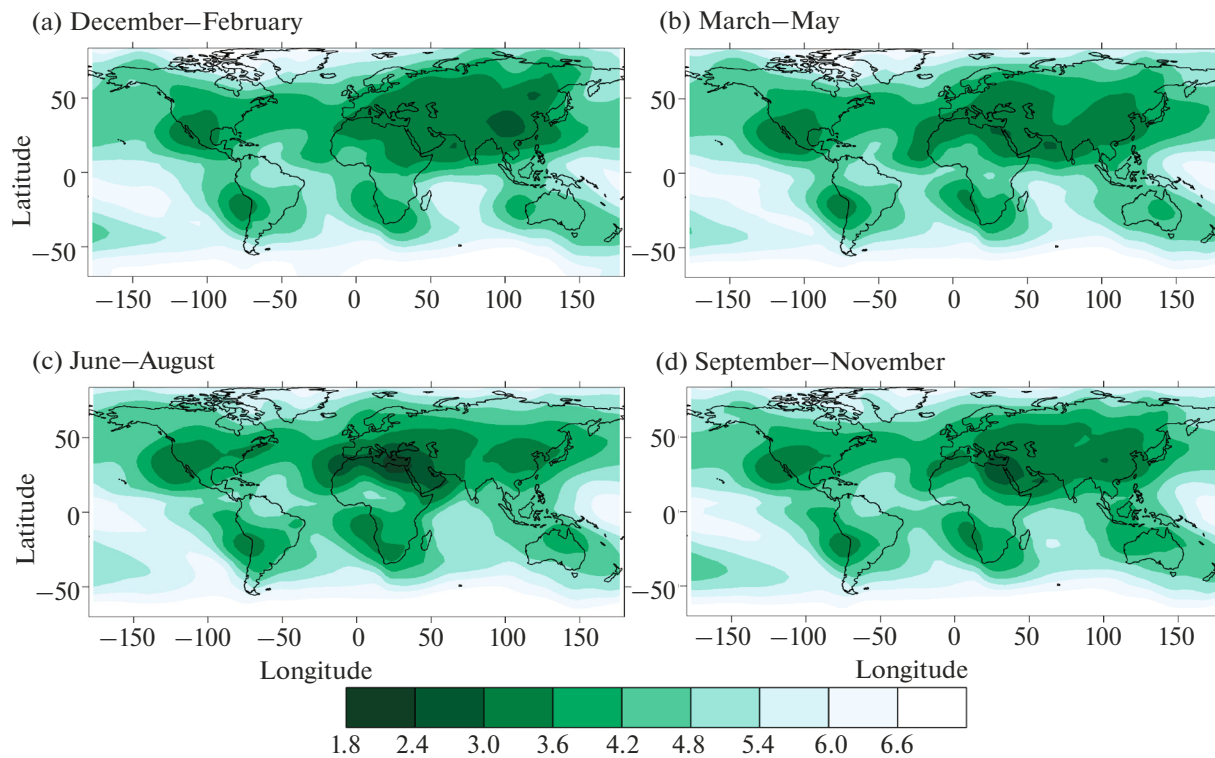 (a) December–February
(b) March–May
Latitude
50
0
−50
−150 −100 −50 0 50 100 150
50
0
−50
−150 −100 −50 0 50 100 150
(c) June–August
(d) September–November
Latitude
50
0
−50
−150 −100 −50 0 50 100 150
50
0
−50
−150 −100 −50 0 50 100 150
Longitude
Longitude
1.8 2.4 3.0 3.6 4.2 4.8 5.4 6.0 6.6